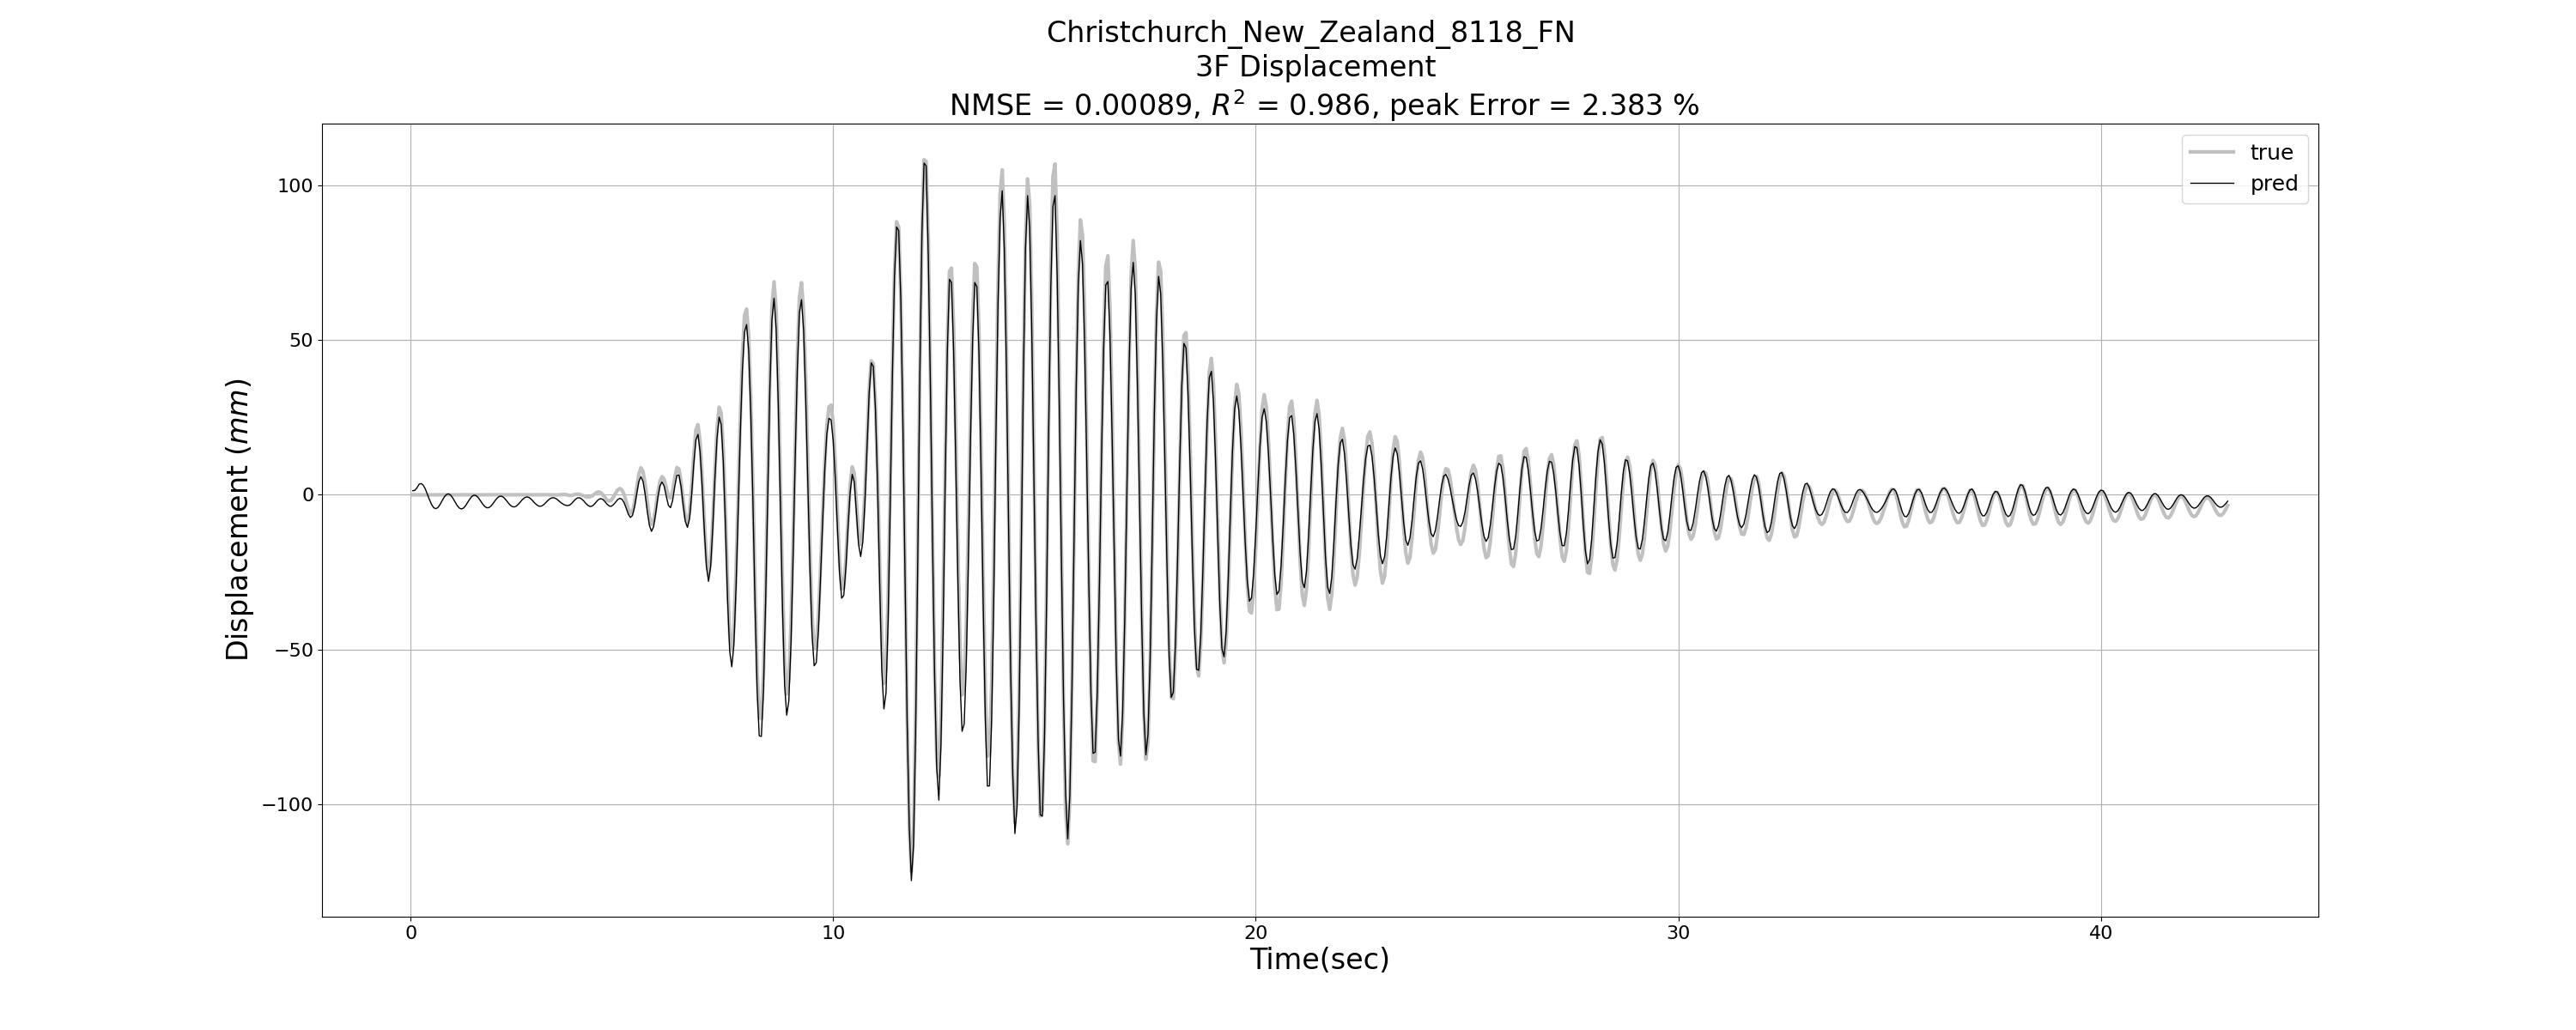 Christchurch_New_Zealand_8118_FN
3F Displacement
NMSE = 0.00089, R² = 0.986, peak Error = 2.383 %
true
pred
Displacement (mm)
100
50
0
−50
−100
0 10 20 30 40
Time(sec)